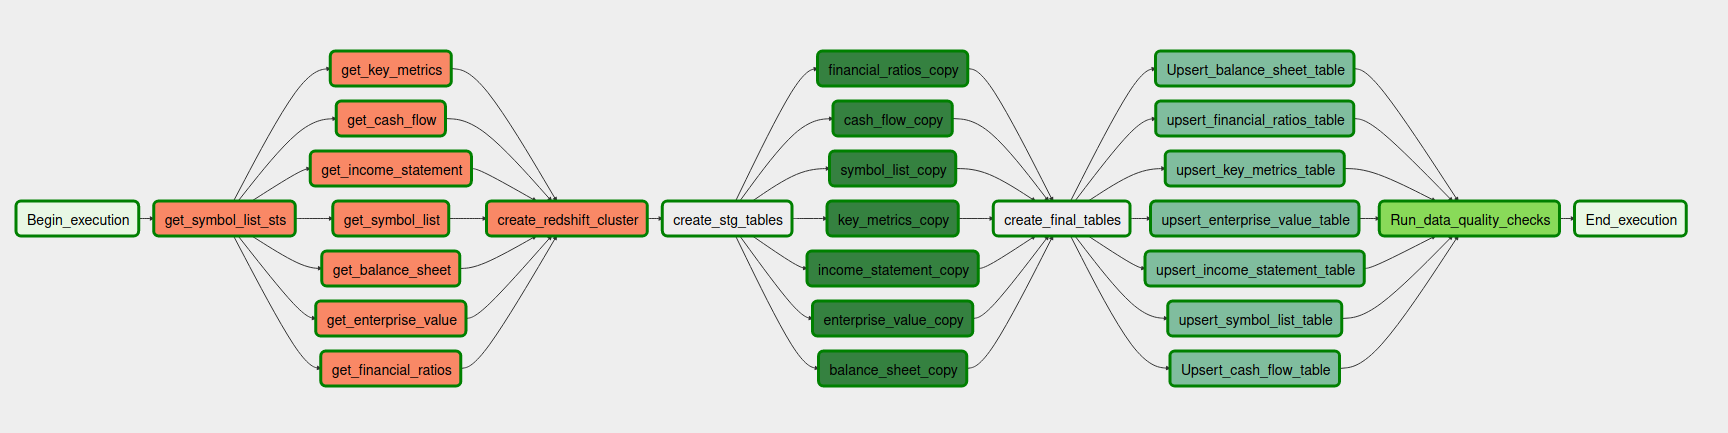 Begin_execution
get_symbol_list_sts
get_key_metrics
get_cash_flow
get_income_statement
get_symbol_list
get_balance_sheet
get_enterprise_value
get_financial_ratios
create_redshift_cluster
create_stg_tables
financial_ratios_copy
cash_flow_copy
symbol_list_copy
key_metrics_copy
income_statement_copy
enterprise_value_copy
balance_sheet_copy
create_final_tables
Upsert_balance_sheet_table
upsert_financial_ratios_table
upsert_key_metrics_table
upsert_enterprise_value_table
upsert_income_statement_table
upsert_symbol_list_table
Upsert_cash_flow_table
Run_data_quality_checks
End_execution